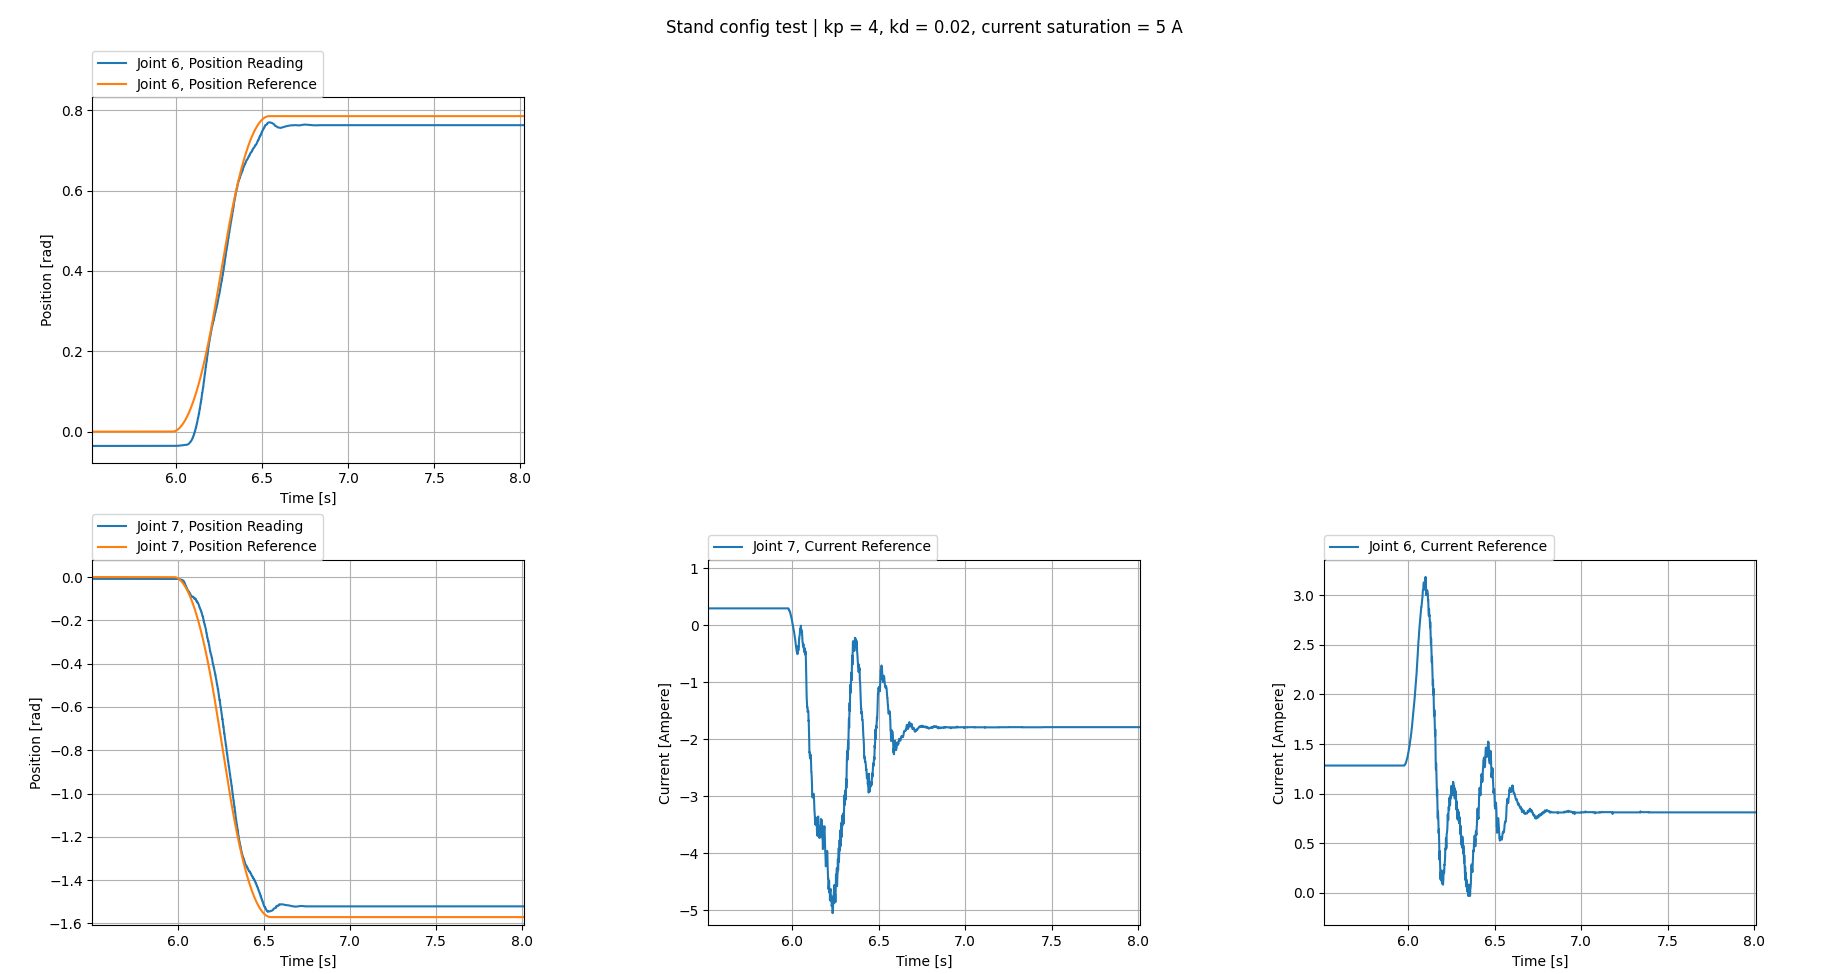 Stand config test | kp = 4, kd = 0.02, current saturation = 5 A
Joint 6, Position Reading
Joint 6, Position Reference
0.8
0.6
0.4
0.2
0.0
Position [rad]
6.0 6.5 7.0 7.5 8.0
Time [s]
Joint 7, Position Reading
Joint 7, Position Reference
0.0
−0.2
−0.4
−0.6
−0.8
−1.0
−1.2
−1.4
−1.6
Position [rad]
6.0 6.5 7.0 7.5 8.0
Time [s]
Joint 7, Current Reference
1
0
−1
−2
−3
−4
−5
Current [Ampere]
6.0 6.5 7.0 7.5 8.0
Time [s]
Joint 6, Current Reference
3.0
2.5
2.0
1.5
1.0
0.5
0.0
Current [Ampere]
6.0 6.5 7.0 7.5 8.0
Time [s]